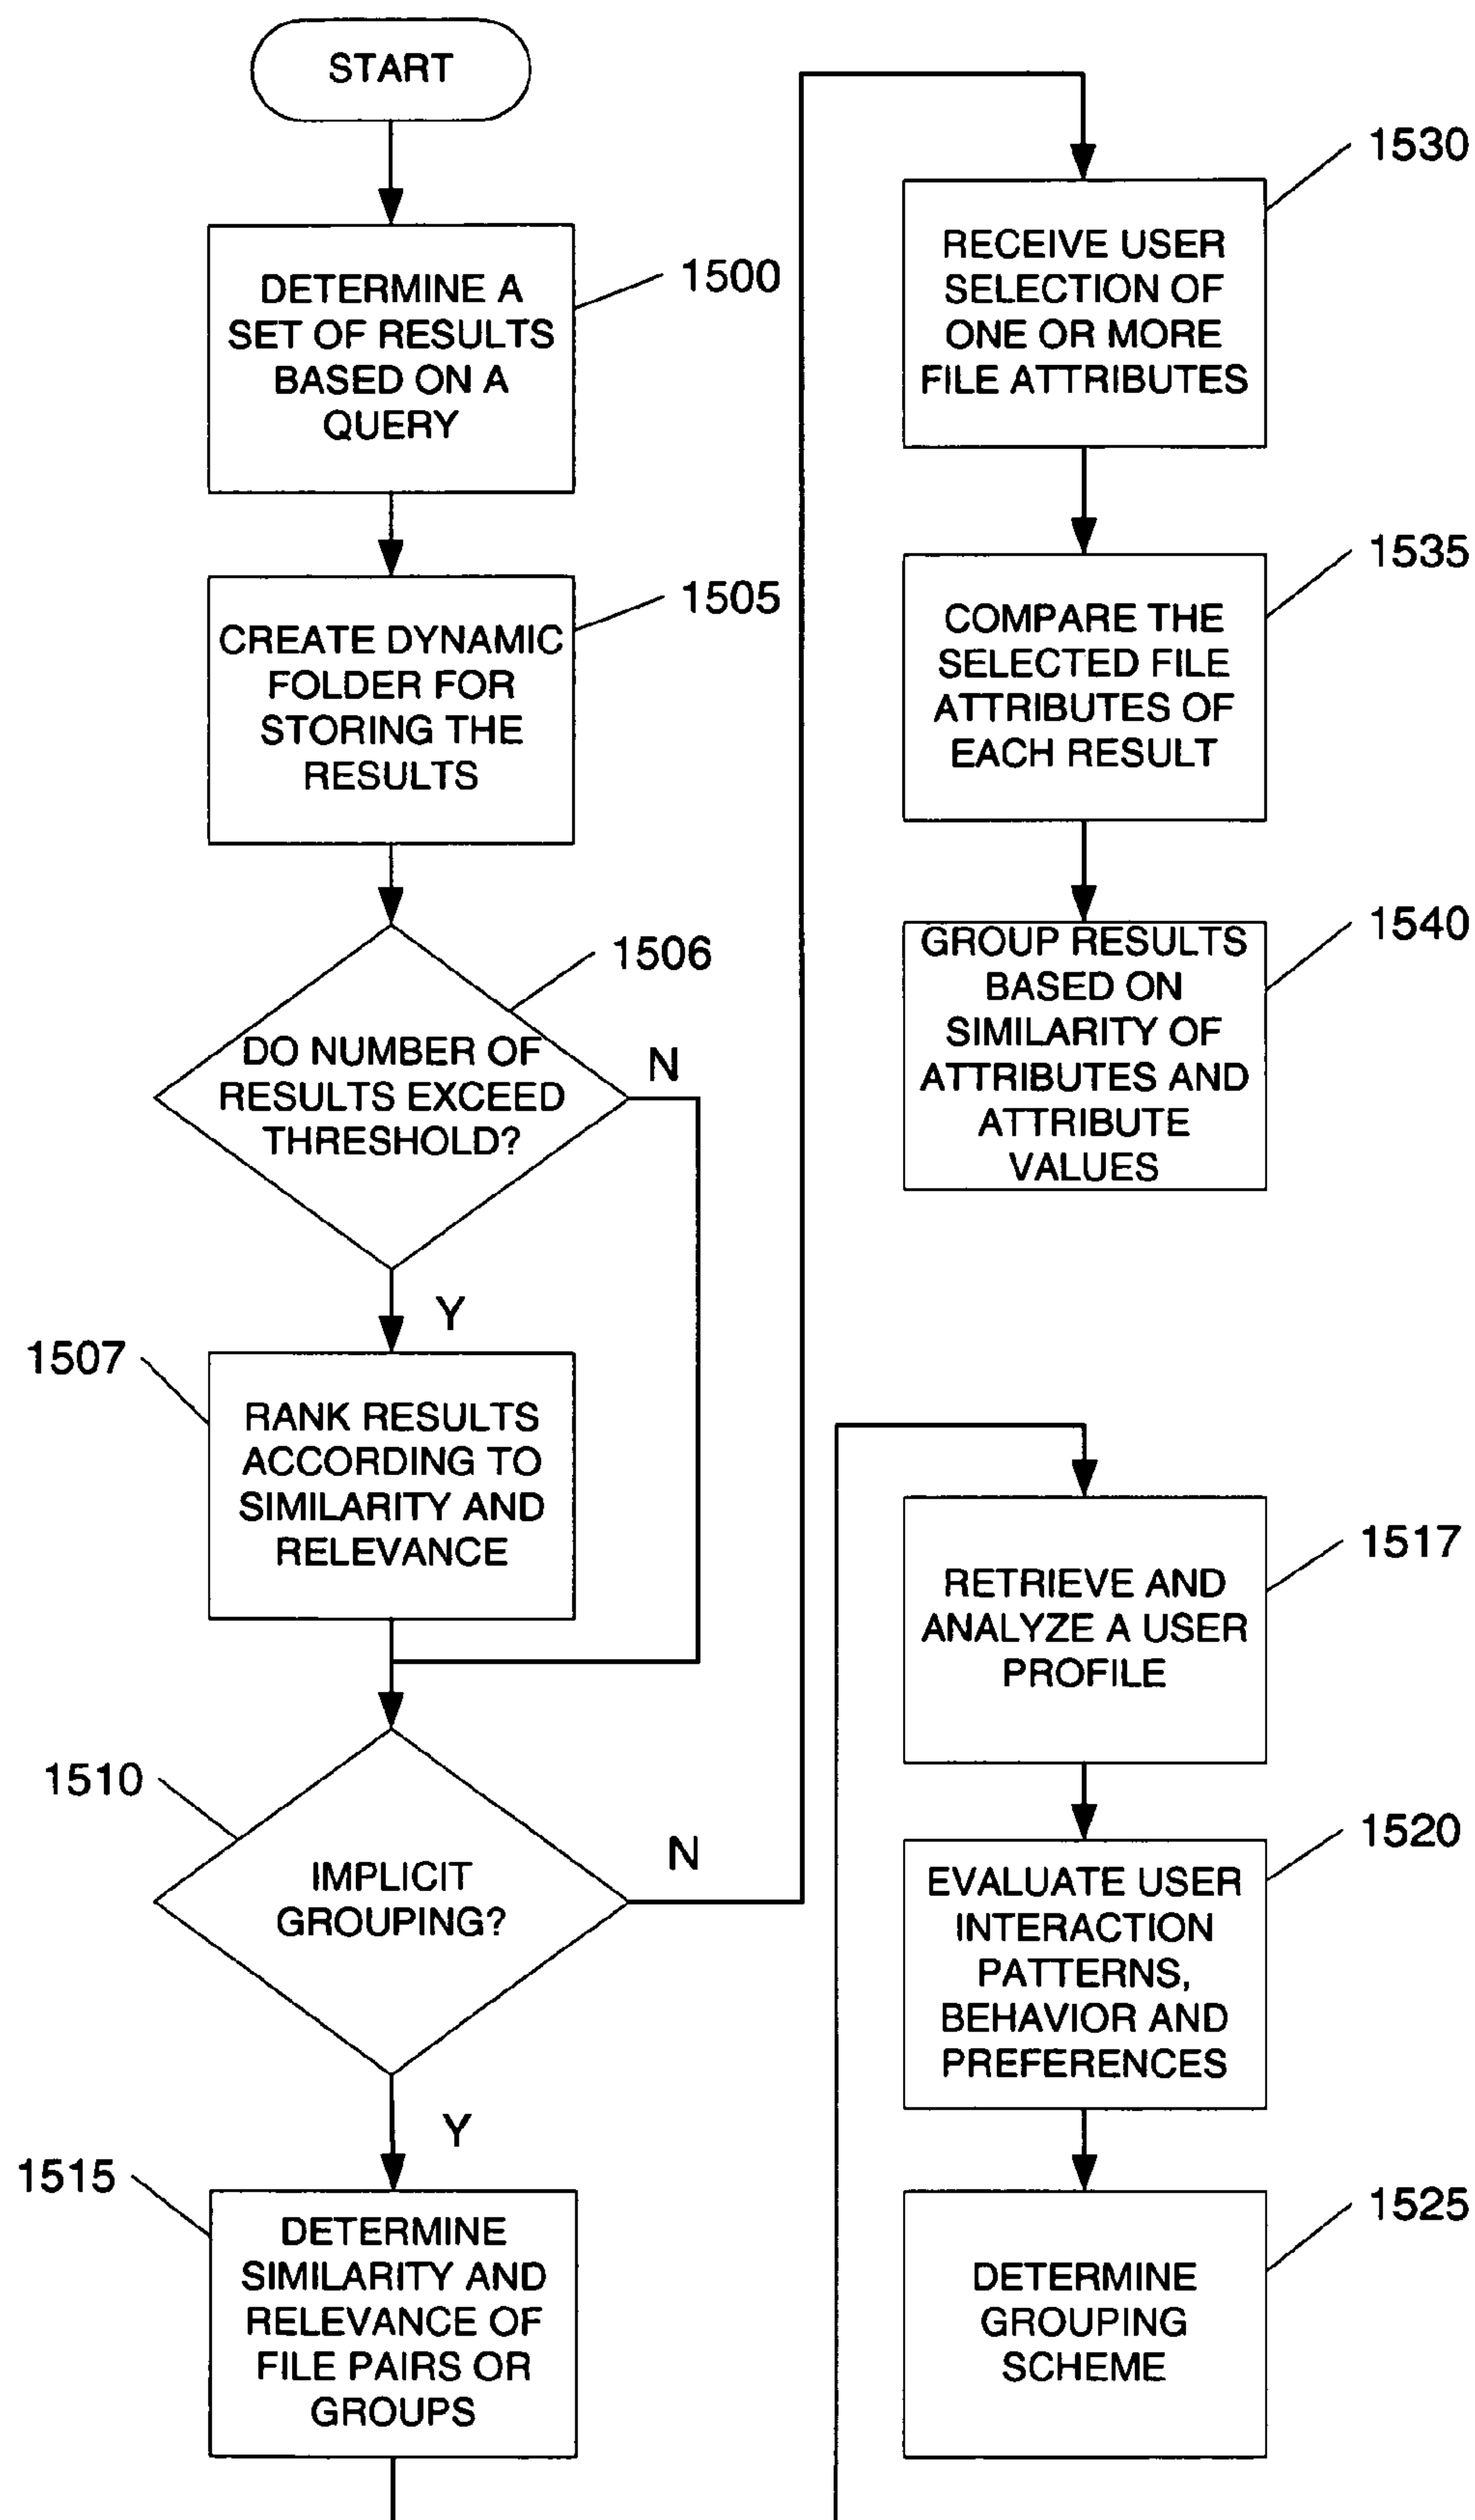 START
1500
DETERMINE A
SET OF RESULTS
BASED ON A
QUERY
1505
CREATE DYNAMIC
FOLDER FOR
STORING THE
RESULTS
1506
DO NUMBER OF
RESULTS EXCEED
THRESHOLD?
N
Y
1507
RANK RESULTS
ACCORDING TO
SIMILARITY AND
RELEVANCE
1510
IMPLICIT
GROUPING?
N
Y
1515
DETERMINE
SIMILARITY AND
RELEVANCE OF
FILE PAIRS OR
GROUPS
1530
RECEIVE USER
SELECTION OF
ONE OR MORE
FILE ATTRIBUTES
1535
COMPARE THE
SELECTED FILE
ATTRIBUTES OF
EACH RESULT
1540
GROUP RESULTS
BASED ON
SIMILARITY OF
ATTRIBUTES AND
ATTRIBUTE
VALUES
1517
RETRIEVE AND
ANALYZE A USER
PROFILE
1520
EVALUATE USER
INTERACTION
PATTERNS,
BEHAVIOR AND
PREFERENCES
1525
DETERMINE
GROUPING
SCHEME